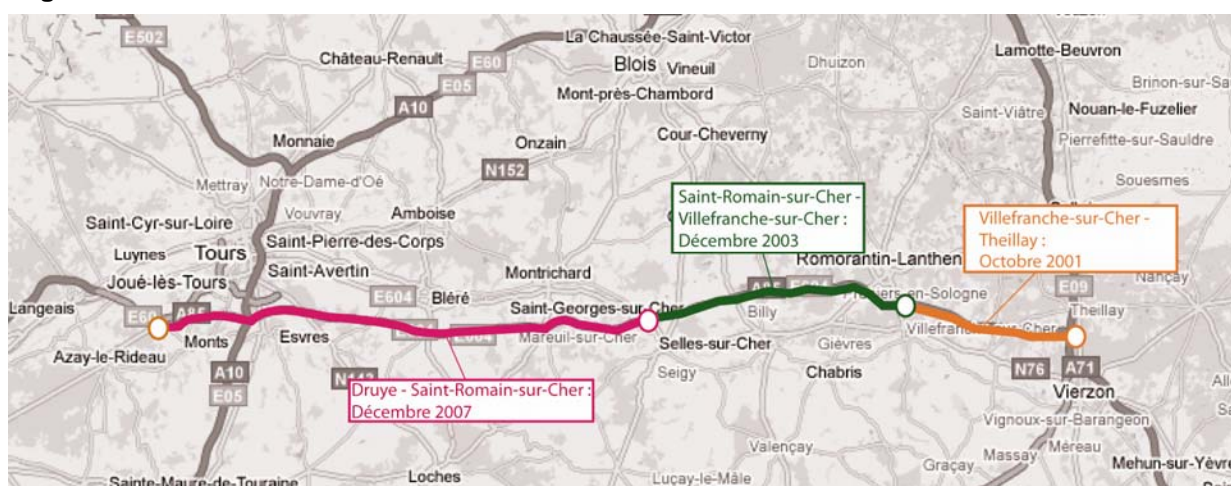 E502
La Chaussée-Saint-Victor
Château-Renault
E60
Blois
Vineuil
Dhuizon
Lamotte-Beuvron
E05
Brinon-sur-Sa
A10
Mont-près-Chambord
Saint-Viâtre
Nouan-le-Fuzelier
Monnaie
Onzain
Cour-Cheverny
Pierrefitte-sur-Sauldre
N152
Mettray
Notre-Dame-d'Oé
Souesmes
Saint-Romain-sur-Cher -
Villefranche-sur-Cher :
Décembre 2003
Villefranche-sur-Cher -
Theillay :
Octobre 2001
Saint-Cyr-sur-Loire
Vouvray
Amboise
Luynes
Tours
Saint-Pierre-des-Corps
Romorantin-Lanthen
Nançay
Joué-lès-Tours
Saint-Avertin
Montrichard
E09
Langeais
E60
A85
E604
Bléré
Saint-Georges-sur-Cher
A85
Billy
Theillay
Azay-le-Rideau
Monts
Esvres
E604
Mareuil-sur-Cher
Selles-sur-Cher
Gièvres
A10
Seigy
Chabris
N76
A71
E05
Druye - Saint-Romain-sur-Cher :
Décembre 2007
Vierzon
Vignoux-sur-Barangeon
Valençay
Massay
Méreau
Sainte-Maure-de-Touraine
Loches
Luçay-le-Mâle
Graçay
Mehun-sur-Yèvre